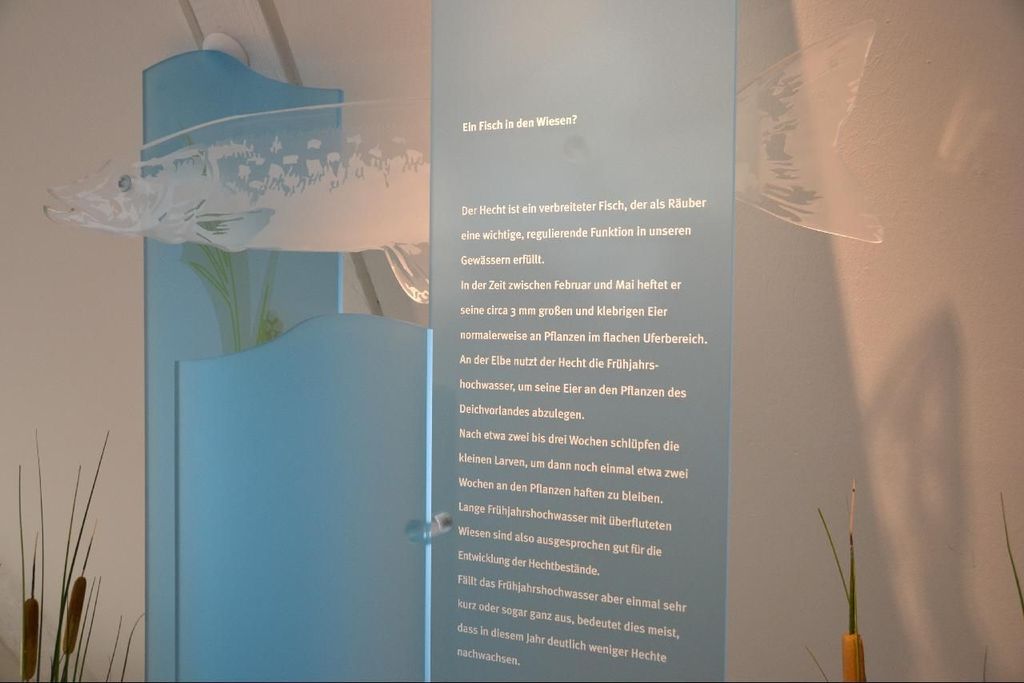 Ein Fisch in den Wiesen?
Der Hecht ist ein verbreiteter Fisch, der als Räuber
eine wichtige, regulierende Funktion in unseren
Gewässern erfüllt.
In der Zeit zwischen Februar und Mai heftet er
seine circa 3 mm großen und klebrigen Eier
normalerweise an Pflanzen im flachen Uferbereich.
An der Elbe nutzt der Hecht die Frühjahrs-
hochwasser, um seine Eier an den Pflanzen des
Deichvorlandes abzulegen.
Nach etwa zwei bis drei Wochen schlüpfen die
kleinen Larven, um dann noch einmal etwa zwei
Wochen an den Pflanzen haften zu bleiben.
Lange Frühjahrshochwasser mit überfluteten
Wiesen sind also ausgesprochen gut für die
Entwicklung der Hechtbestände.
Fällt das Frühjahrshochwasser aber einmal sehr
kurz oder sogar ganz aus, bedeutet dies meist,
dass in diesem Jahr deutlich weniger Hechte
nachwachsen.